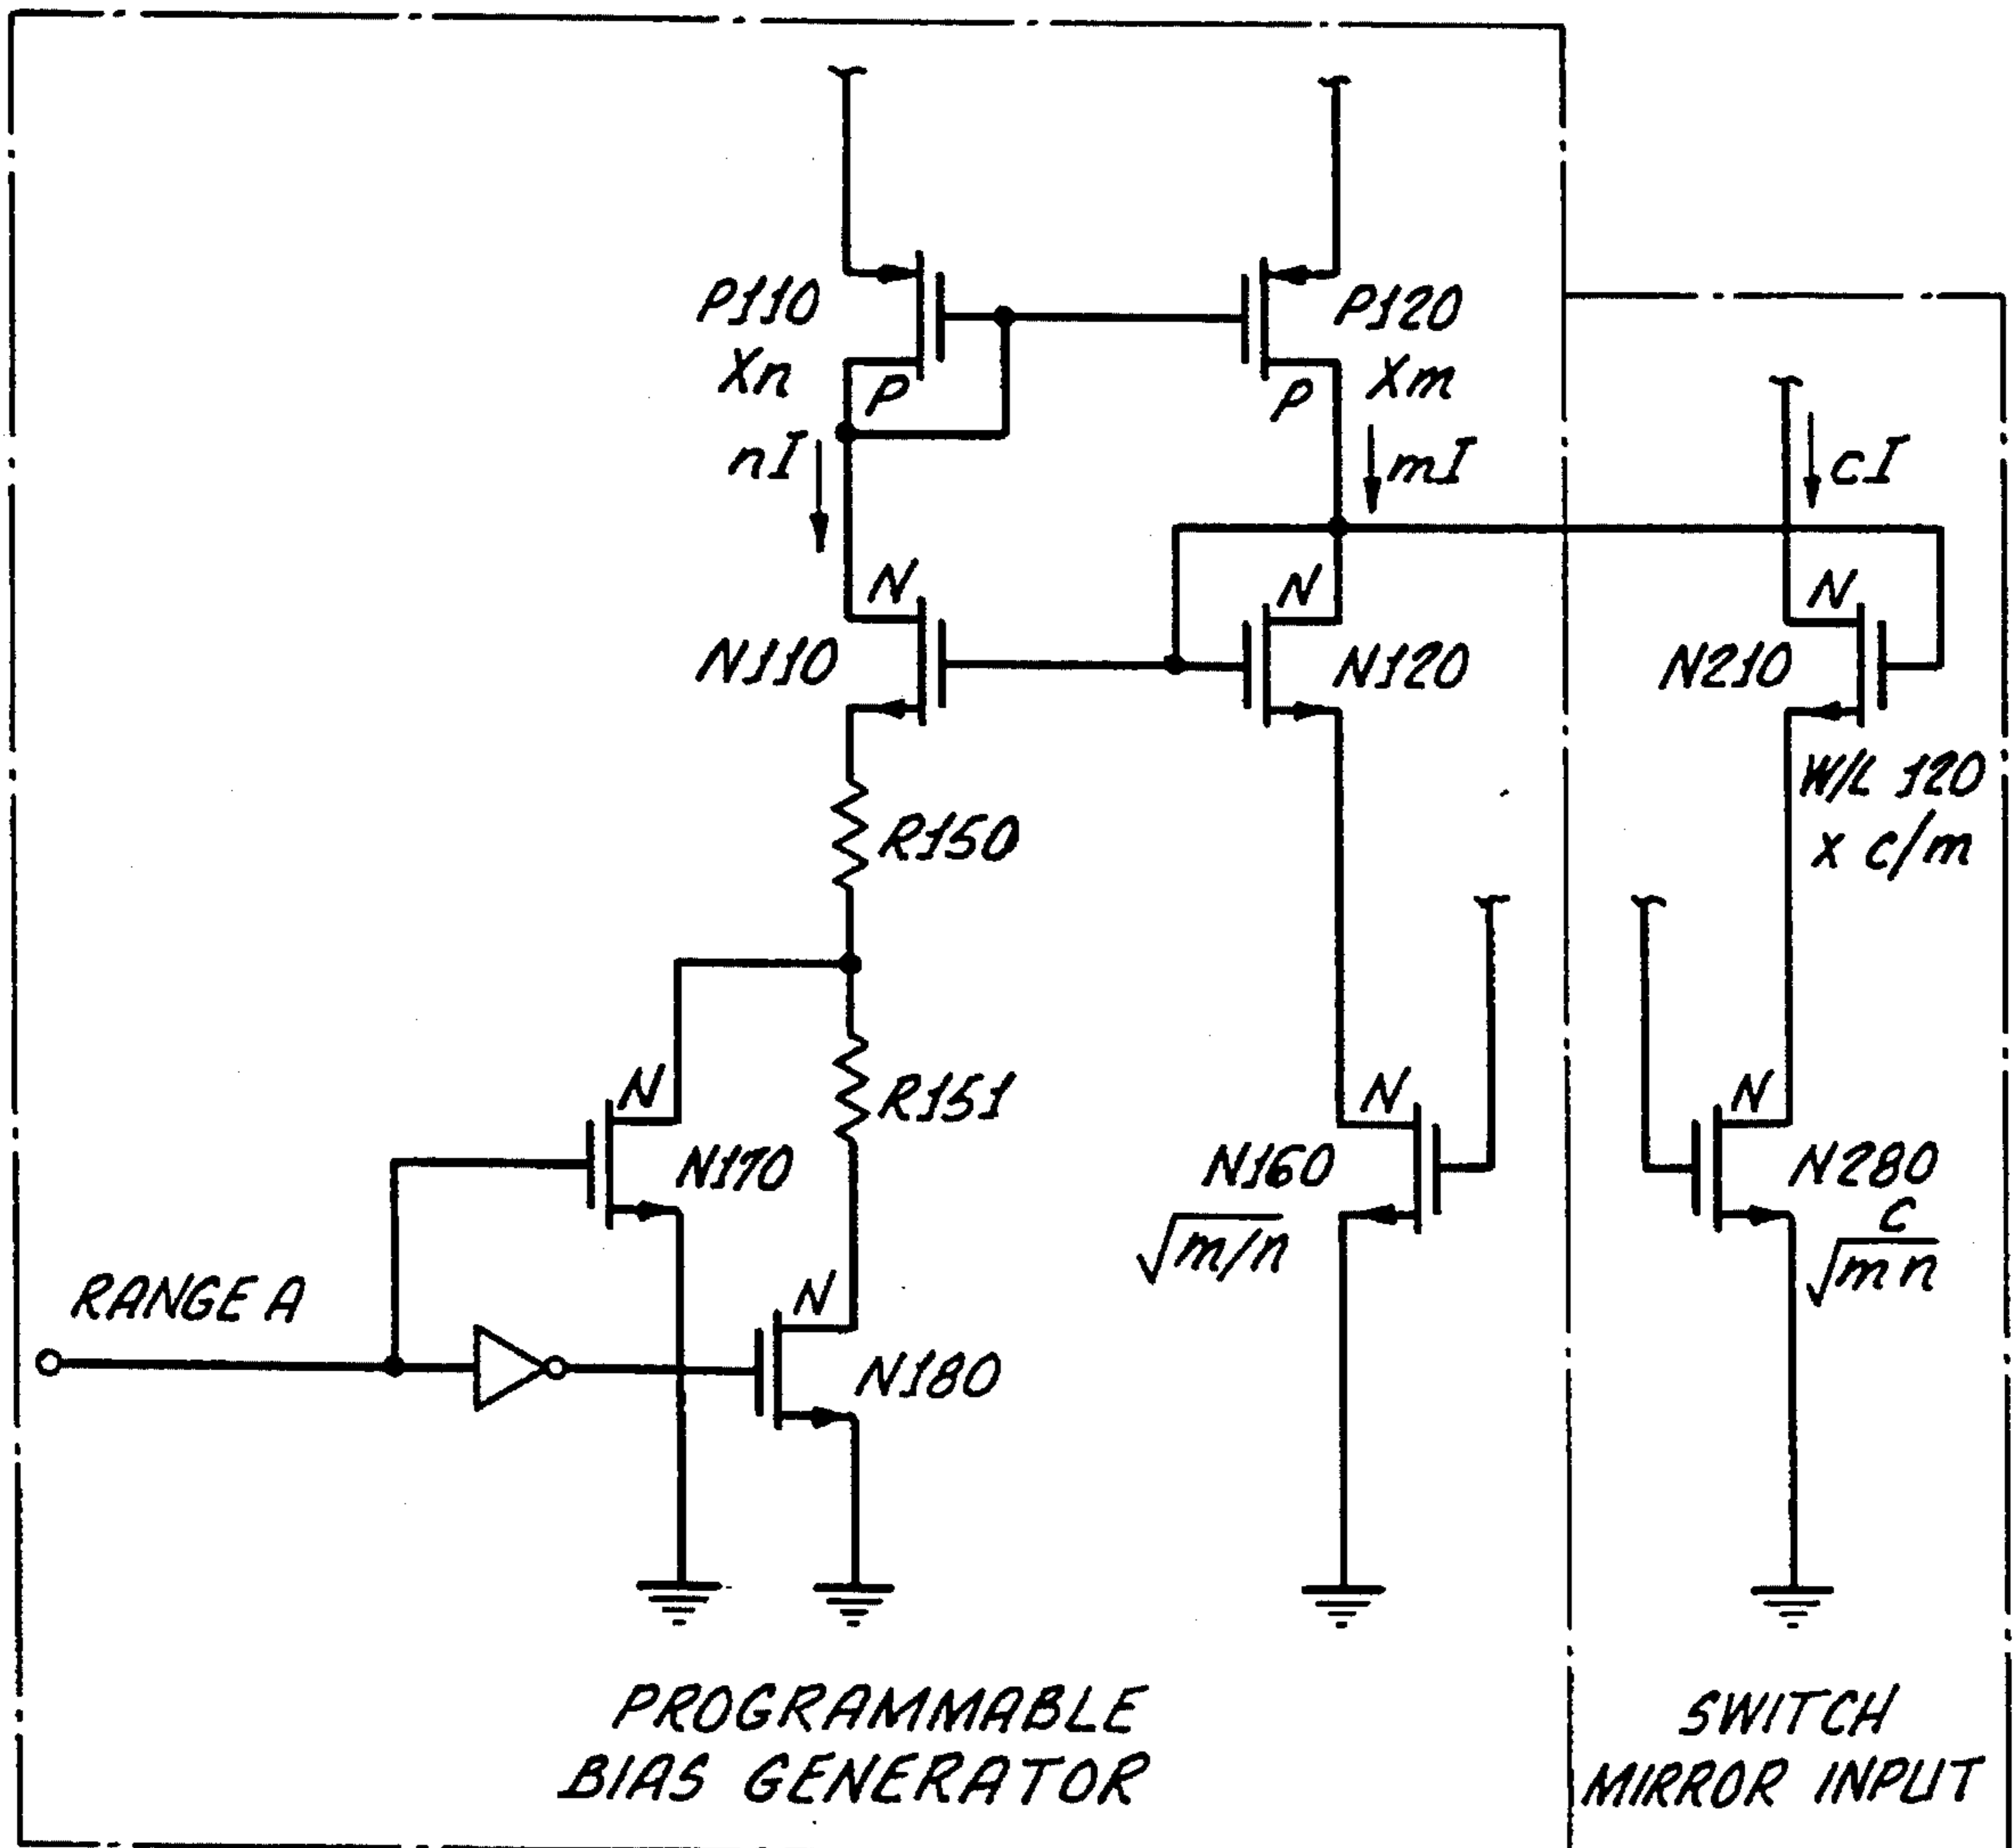 P110
Xn
P
P120
Xm
P
nI
mI
cI
N
N110
N
N120
N
N210
W/L 120
x c/m
R150
R151
N
N170
N
N160
√m/n
N
N280
c
√mn
RANGE A
N
N180
PROGRAMMABLE
BIAS GENERATOR
SWITCH
MIRROR INPUT